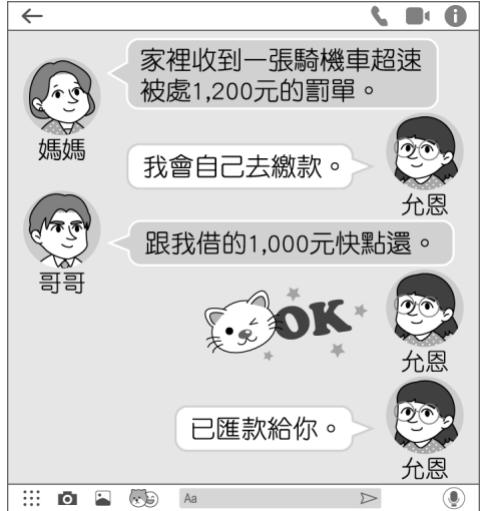 家裡收到一張騎機車超速
被處1,200元的罰單。
媽媽
我會自己去繳款。
允恩
跟我借的1,000元快點還。
哥哥
OK
允恩
已匯款給你。
允恩
Aa